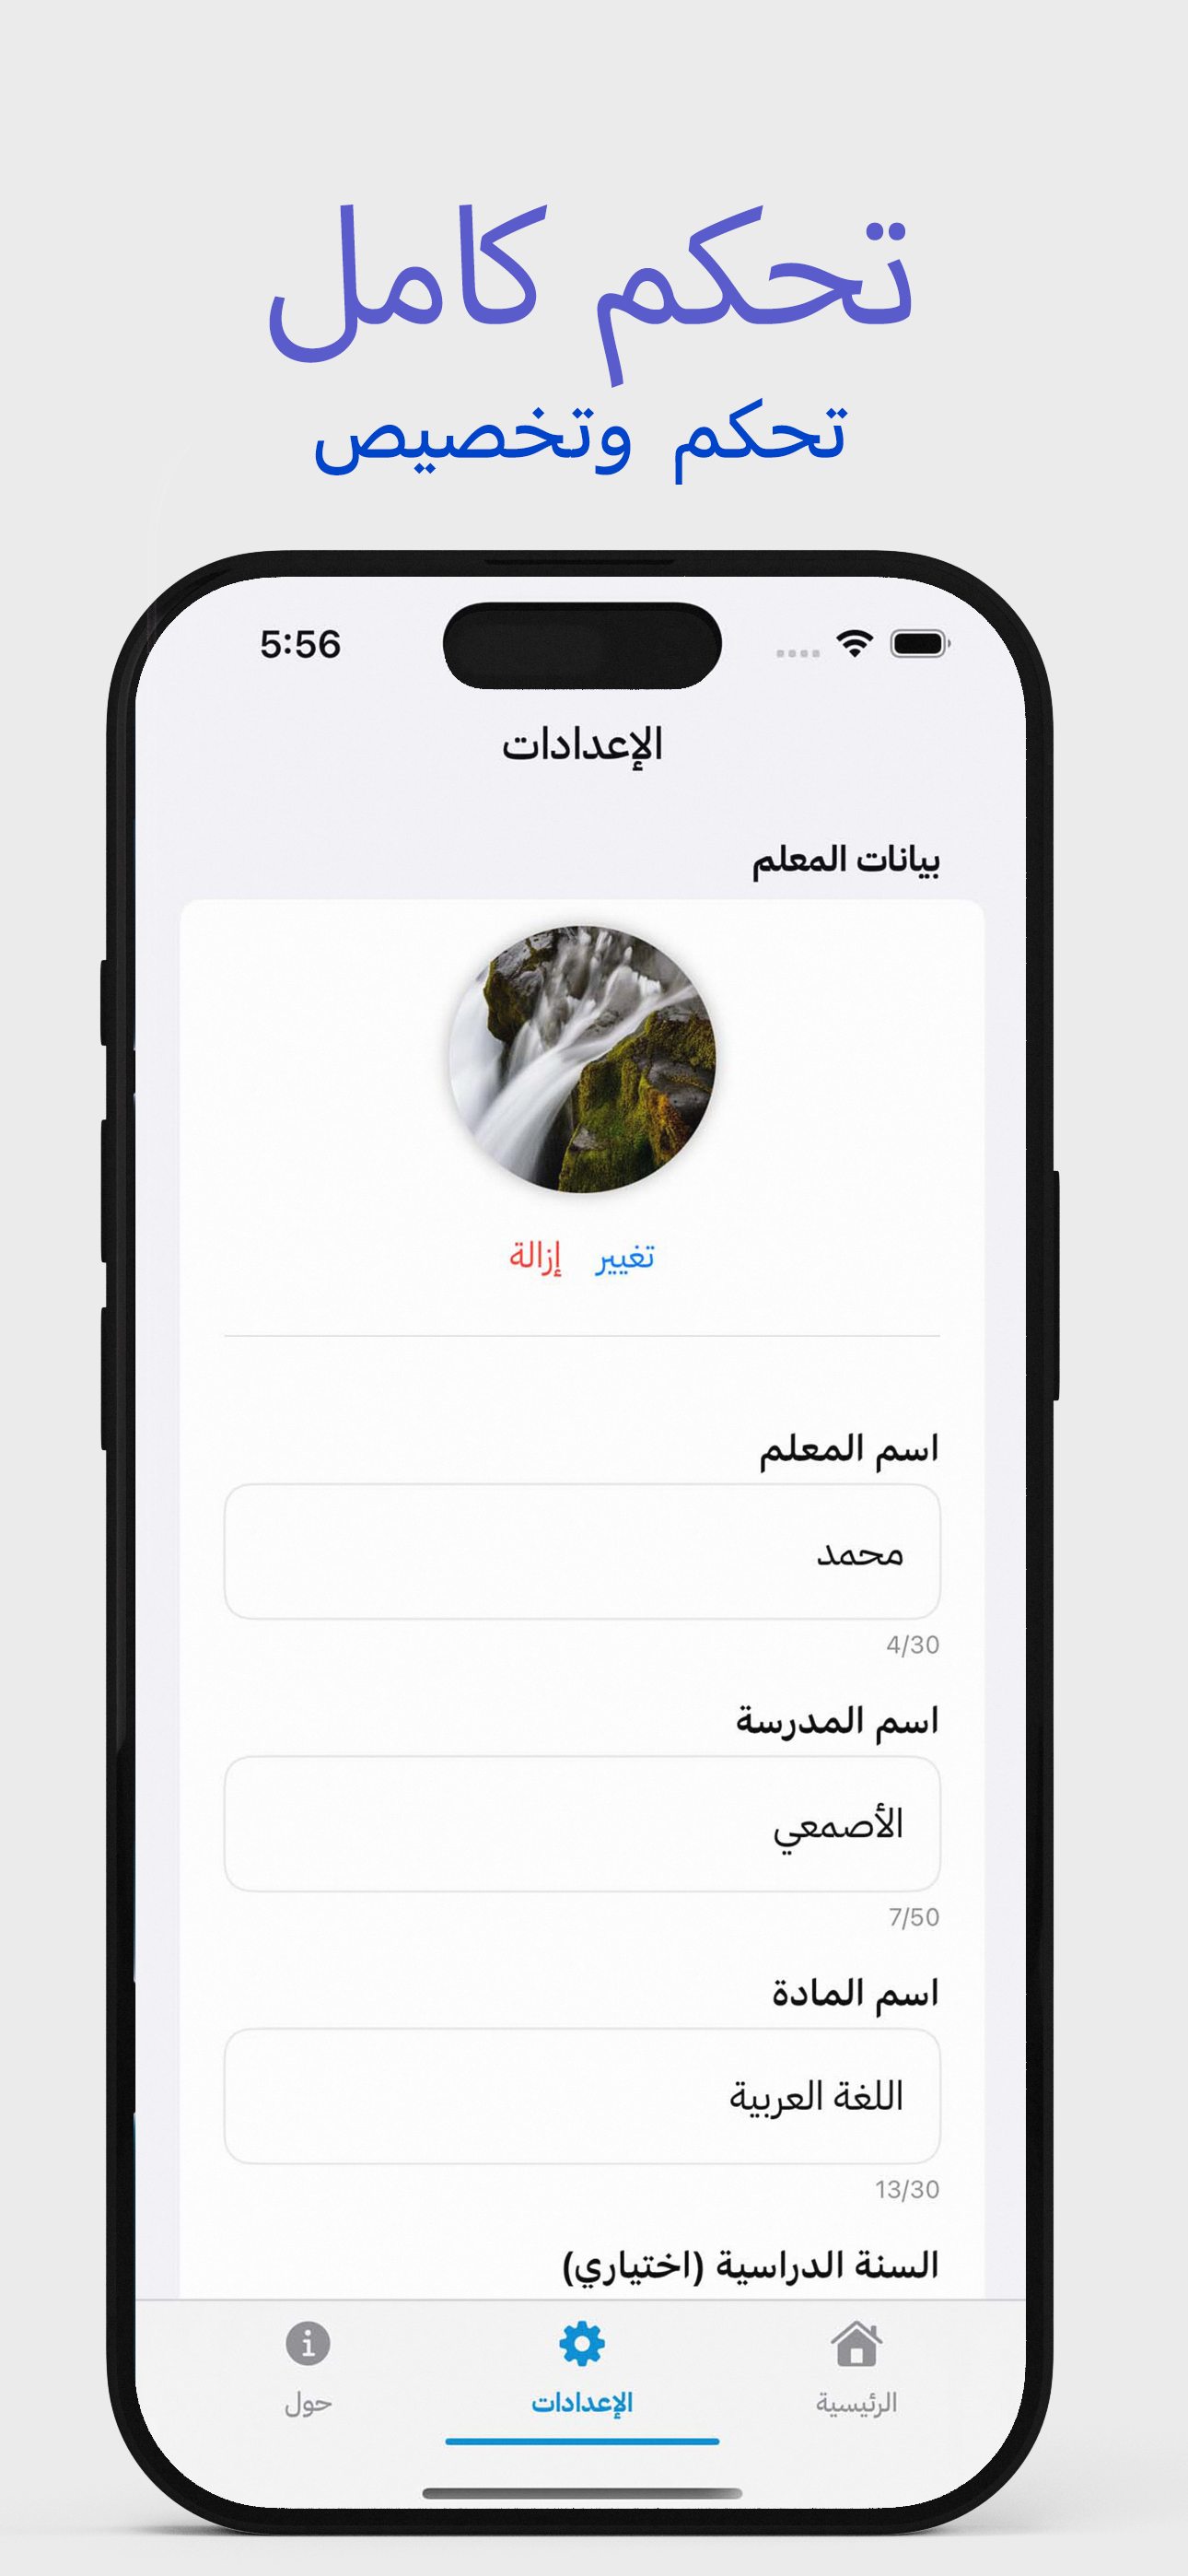 تحكم كامل
تحكم وتخصيص
5:56
الإعدادات
بيانات المعلم
تغيير إزالة
اسم المعلم
محمد
4/30
اسم المدرسة
الأصمعي
7/50
اسم المادة
اللغة العربية
13/30
السنة الدراسية (اختياري)
الرئيسية الإعدادات حول